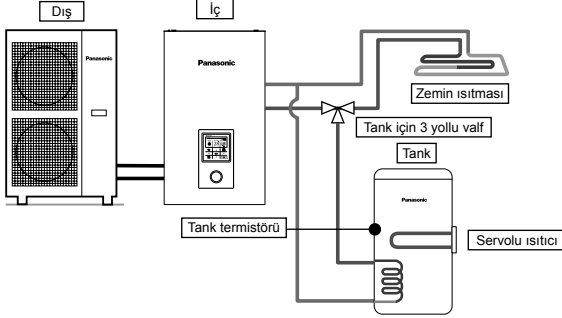 Dış
İç
Panasonic
Panasonic
Zemin ısıtması
Tank için 3 yollu valf
Tank
Panasonic
Tank termistörü
Servolu ısıtıcı